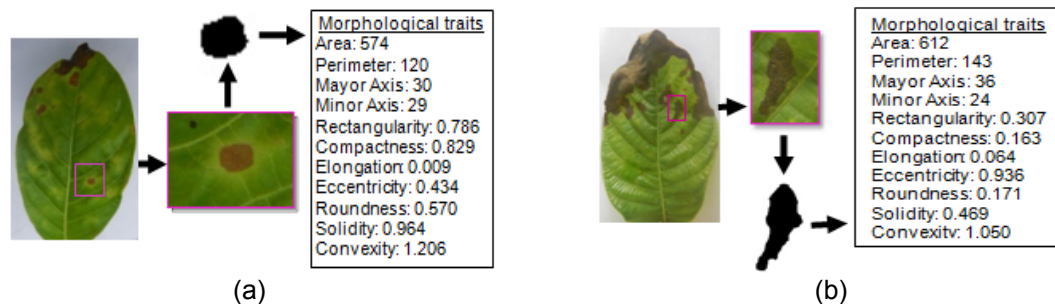 Morphological traits
Area: 574
Perimeter: 120
Mayor Axis: 30
Minor Axis: 29
Rectangularity: 0.786
Compactness: 0.829
Elongation: 0.009
Eccentricity: 0.434
Roundness: 0.570
Solidity: 0.964
Convexity: 1.206
(a)
Morphological traits
Area: 612
Perimeter: 143
Mayor Axis: 36
Minor Axis: 24
Rectangularity: 0.307
Compactness: 0.163
Elongation: 0.064
Eccentricity: 0.936
Roundness: 0.171
Solidity: 0.469
Convexity: 1.050
(b)